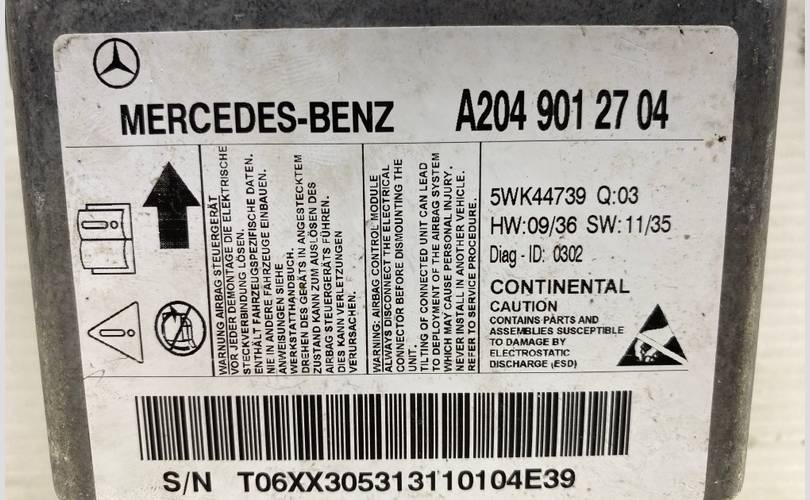 MERCEDES-BENZ A204 901 27 04
WARNUNG AIRBAG STEUERGERÄT
VOR JEDER DEMONTAGE DIE ELEKTRISCHE
STECKVERBINDUNG LÖSEN.
ENTHÄLT FAHRZEUGSPEZIFISCHE DATEN.
NIE IN ANDERE FAHRZEUGE EINBAUEN.
ANWEISUNGEN SIEHE
WERKSTATTHANDBUCH.
DREHEN DES GERÄTS IN ANGESTECKTEM
ZUSTAND KANN ZUM AUSLÖSEN DES
AIRBAG STEUERGERÄTS FÜHREN.
DIES KANN VERLETZUNGEN
VERURSACHEN.
WARNING: AIRBAG CONTROL MODULE
ALWAYS DISCONNECT THE ELECTRICAL
CONNECTOR BEFORE DISMOUNTING THE
UNIT.
TILTING OF CONNECTED UNIT CAN LEAD
TO DEPLOYMENT OF THE AIRBAG SYSTEM
WHICH MAY CAUSE PERSONAL INJURY.
NEVER INSTALL IN ANOTHER VEHICLE.
REFER TO SERVICE PROCEDURE.
5WK44739 Q:03
HW:09/36 SW:11/35
Diag-ID: 0302
CONTINENTAL
CAUTION
CONTAINS PARTS AND
ASSEMBLIES SUSCEPTIBLE
TO DAMAGE BY
ELECTROSTATIC
DISCHARGE (ESD)
S/N T06XX305313110104E39